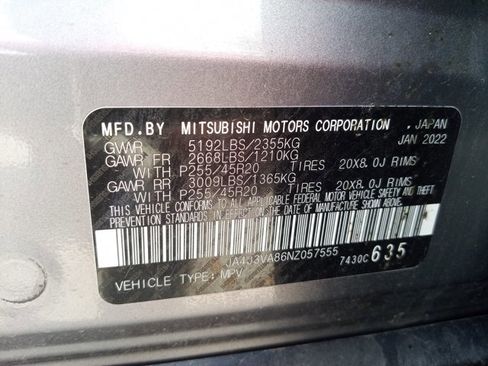 MFD.BY MITSUBISHI MOTORS CORPORATION, JAPAN
GVWR 5192LBS/2355KG JAN 2022
GAWR FR 2668LBS/1210KG
WITH P255/45R20 TIRES 20X8.0J RIMS
GAWR RR 3009LBS/1365KG
WITH P255/45R20 TIRES 20X8.0J RIMS
THIS VEHICLE CONFORMS TO ALL APPLICABLE FEDERAL MOTOR VEHICLE SAFETY AND THEFT
PREVENTION STANDARDS IN EFFECT ON THE DATE OF MANUFACTURE SHOWN ABOVE.
JA4J3VA86NZ057555 7430C 635
VEHICLE TYPE: MPV